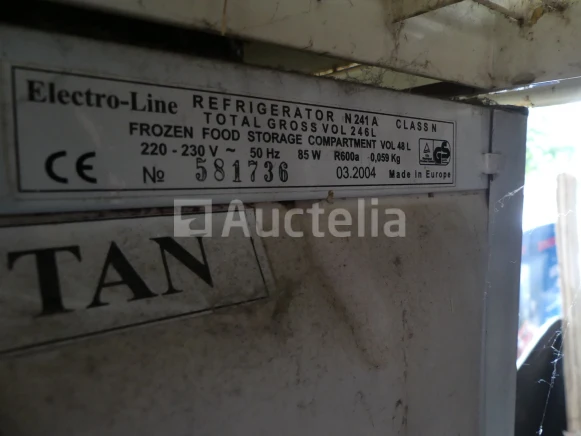 Electro-Line REFRIGERATOR N 241 A CLASS N
TOTAL GROSS VOL 246 L
FROZEN FOOD STORAGE COMPARTMENT VOL 48 L
220 - 230 V ~ 50 Hz 85 W R600a 0,059 Kg
CE № 581736 03.2004 Made in Europe
Auctelia
TAN